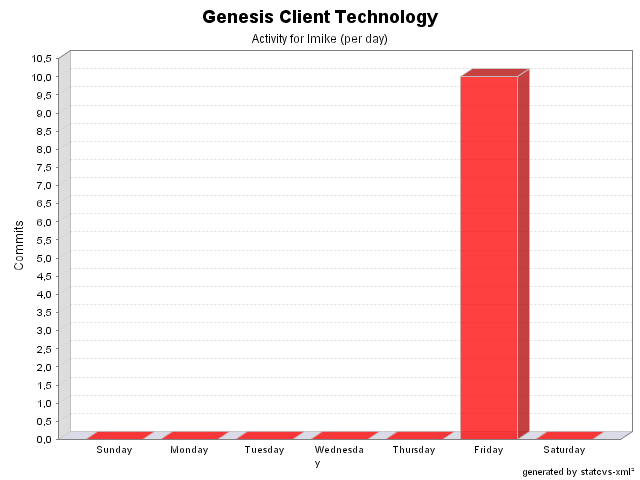 Genesis Client Technology
Activity for lmike (per day)
10,5
10,0
9,5
9,0
8,5
8,0
7,5
7,0
6,5
6,0
5,5
5,0
4,5
4,0
3,5
3,0
2,5
2,0
1,5
1,0
0,5
0,0
Commits
Sunday
Monday
Tuesday
Wednesda
y
Thursday
Friday
Saturday
generated by statcvs-xml²